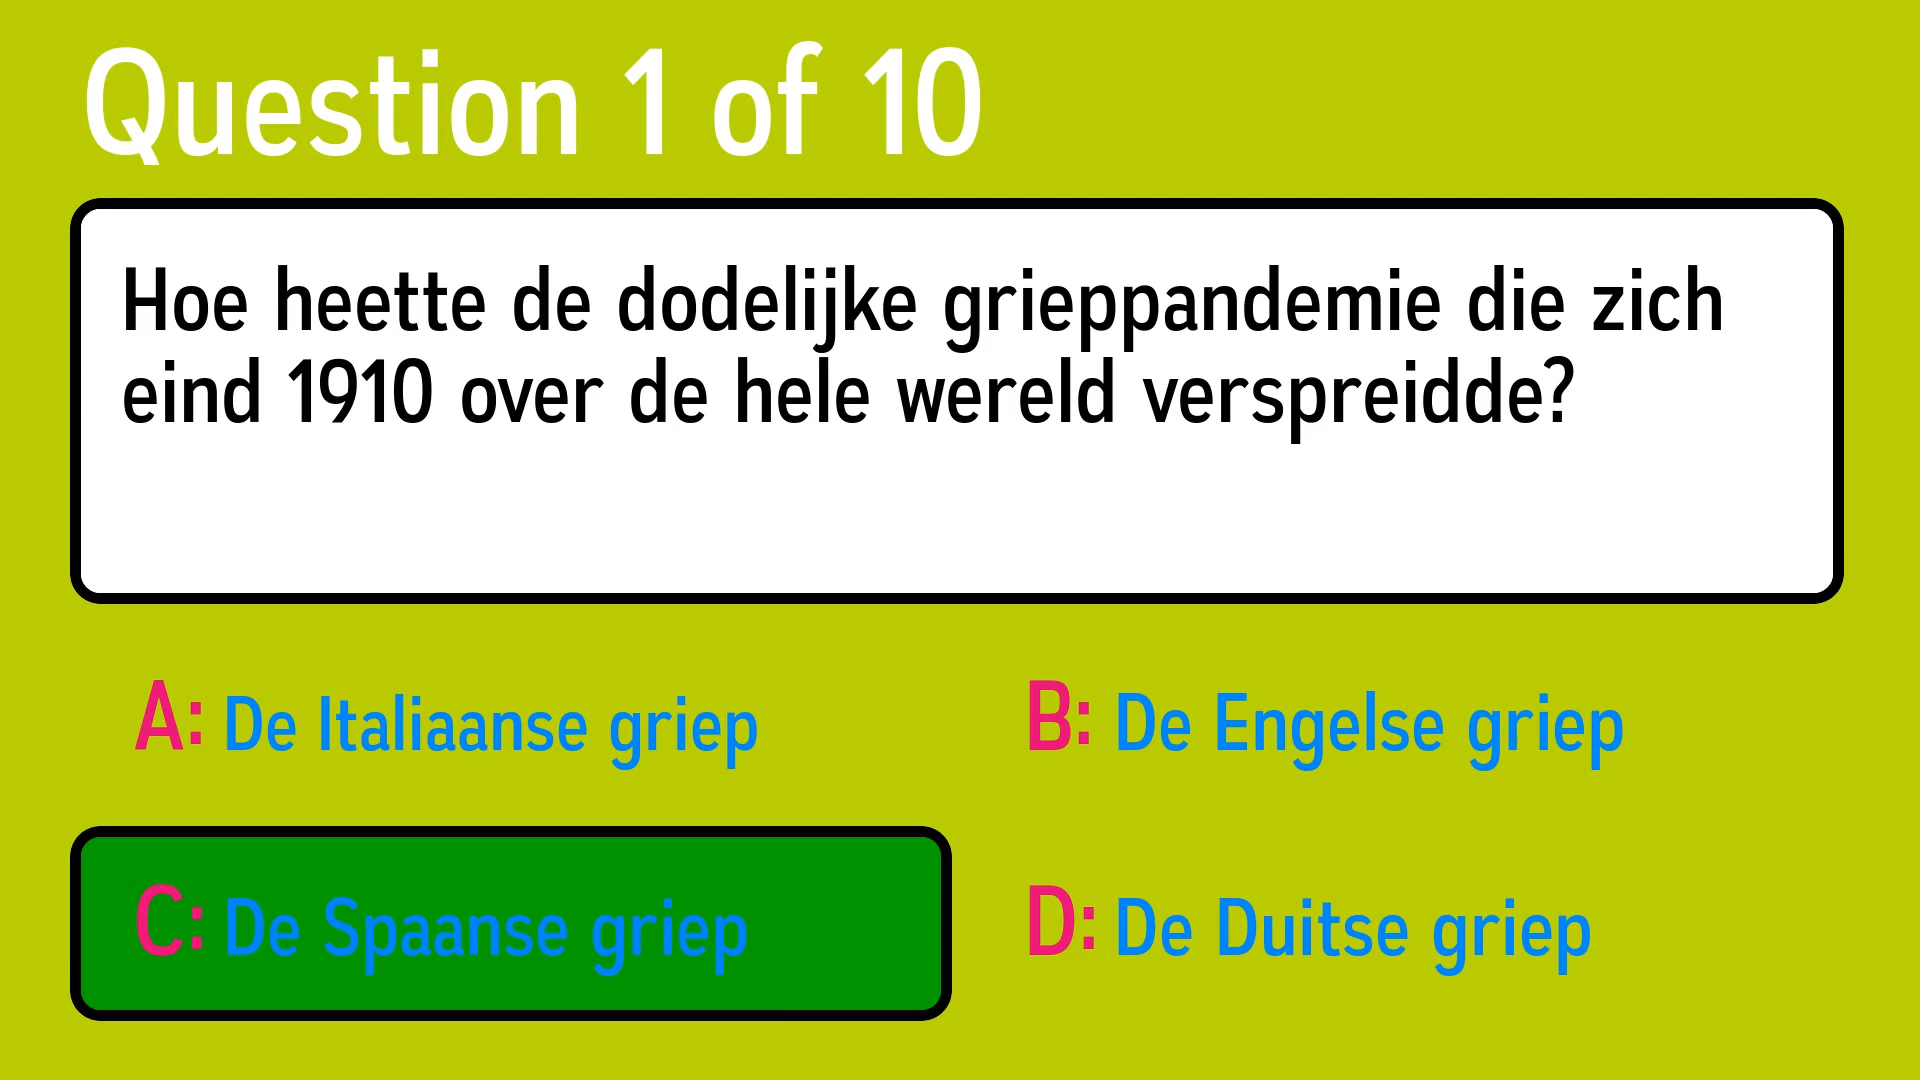 Question 1 of 10
Hoe heette de dodelijke grieppandemie die zich
eind 1910 over de hele wereld verspreidde?
A: De Italiaanse griep
B: De Engelse griep
C: De Spaanse griep
D: De Duitse griep